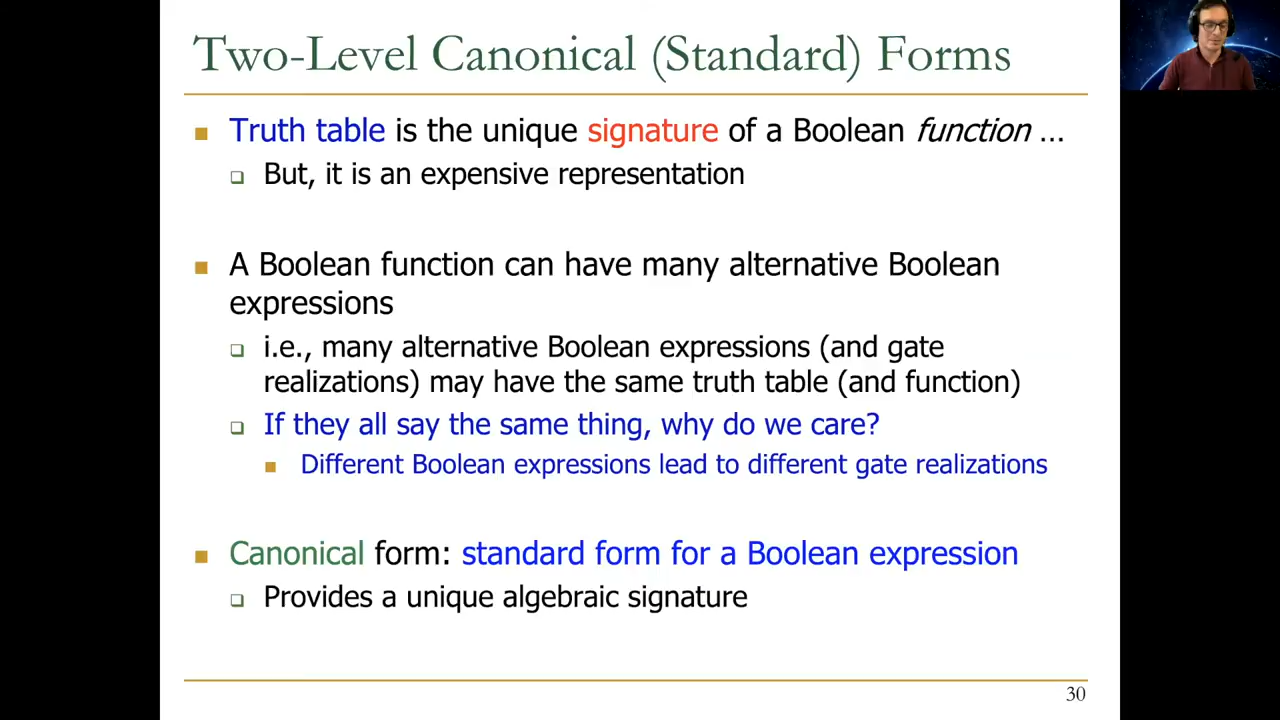 Two-Level Canonical (Standard) Forms
Truth table is the unique signature of a Boolean function …
But, it is an expensive representation
A Boolean function can have many alternative Boolean
expressions
i.e., many alternative Boolean expressions (and gate
realizations) may have the same truth table (and function)
If they all say the same thing, why do we care?
Different Boolean expressions lead to different gate realizations
Canonical form: standard form for a Boolean expression
Provides a unique algebraic signature
30